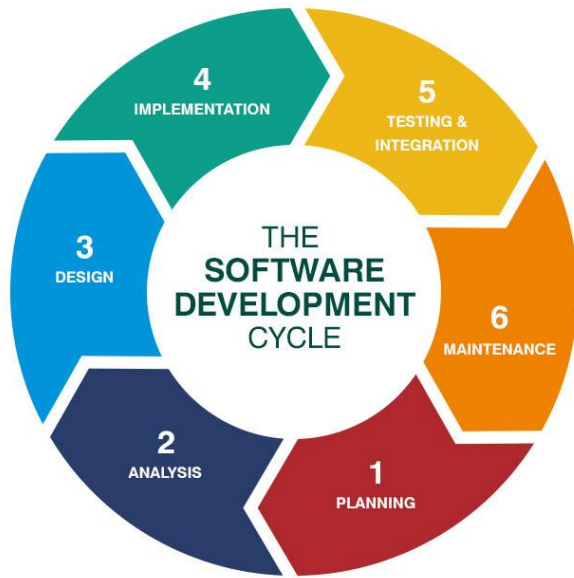 THE
SOFTWARE
DEVELOPMENT
CYCLE
1
PLANNING
2
ANALYSIS
3
DESIGN
4
IMPLEMENTATION
5
TESTING &
INTEGRATION
6
MAINTENANCE